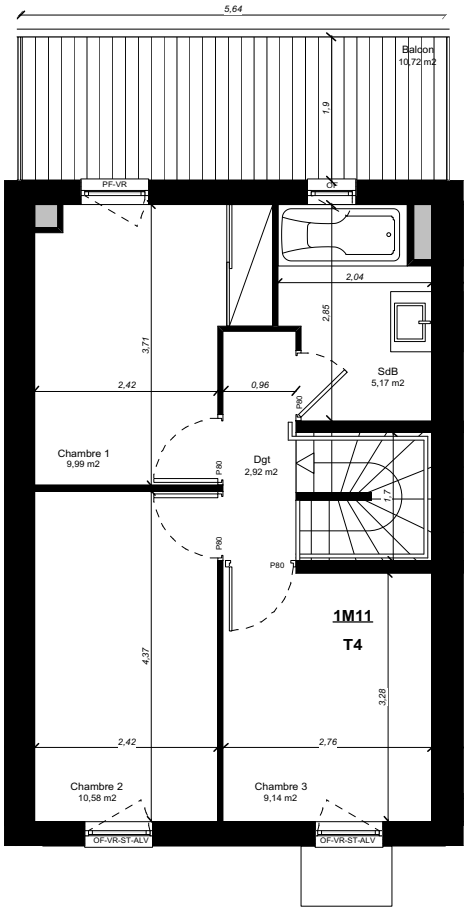 5,64
Balcon
10,72 m2
1,9
PF-VR
OF
2,04
2,85
3,71
SdB
5,17 m2
2,42
0,96
P80
Chambre 1
9,99 m2
P80
Dgt
2,92 m2
1,7
P80
P80
1M11
T4
4,37
3,28
2,42
2,76
Chambre 2
10,58 m2
Chambre 3
9,14 m2
OF-VR-ST-ALV
OF-VR-ST-ALV